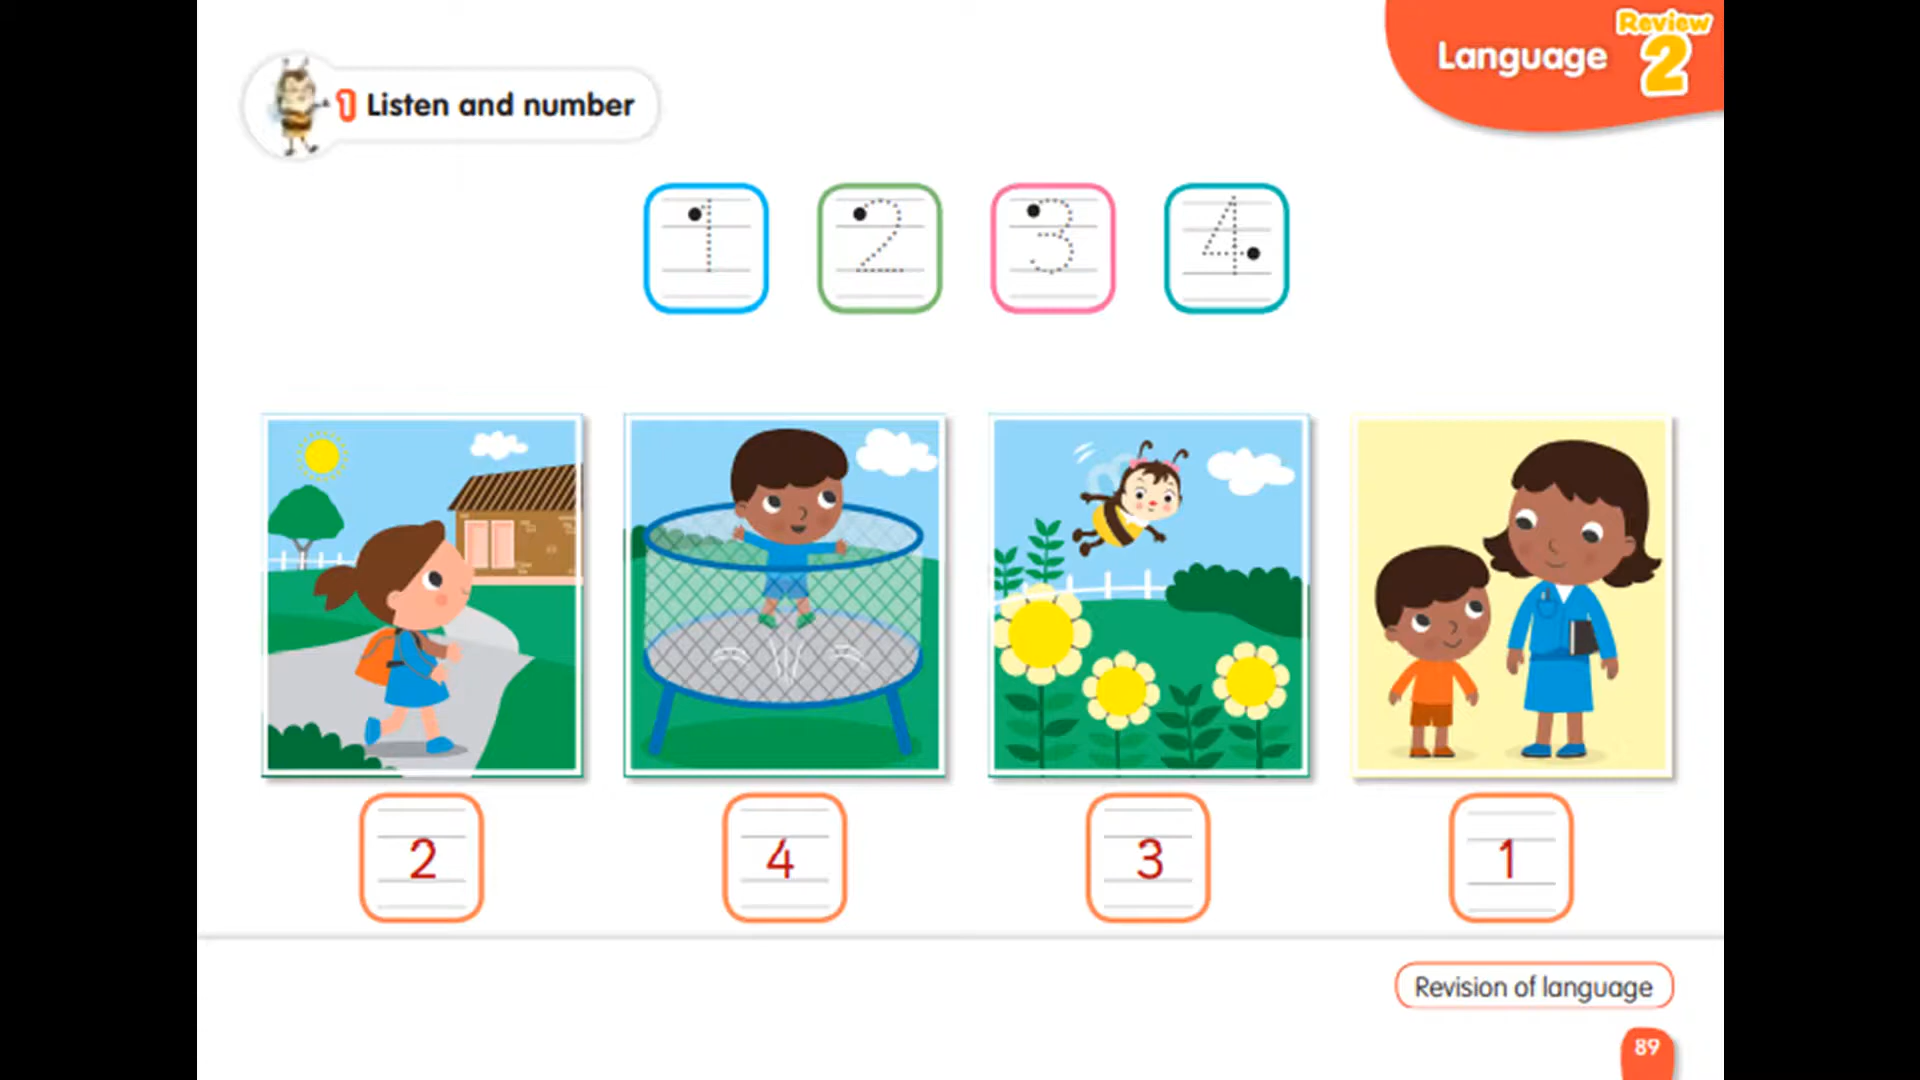 Review
Language 2
1 Listen and number
1 2 3 4
2 4 3 1
Revision of language
89